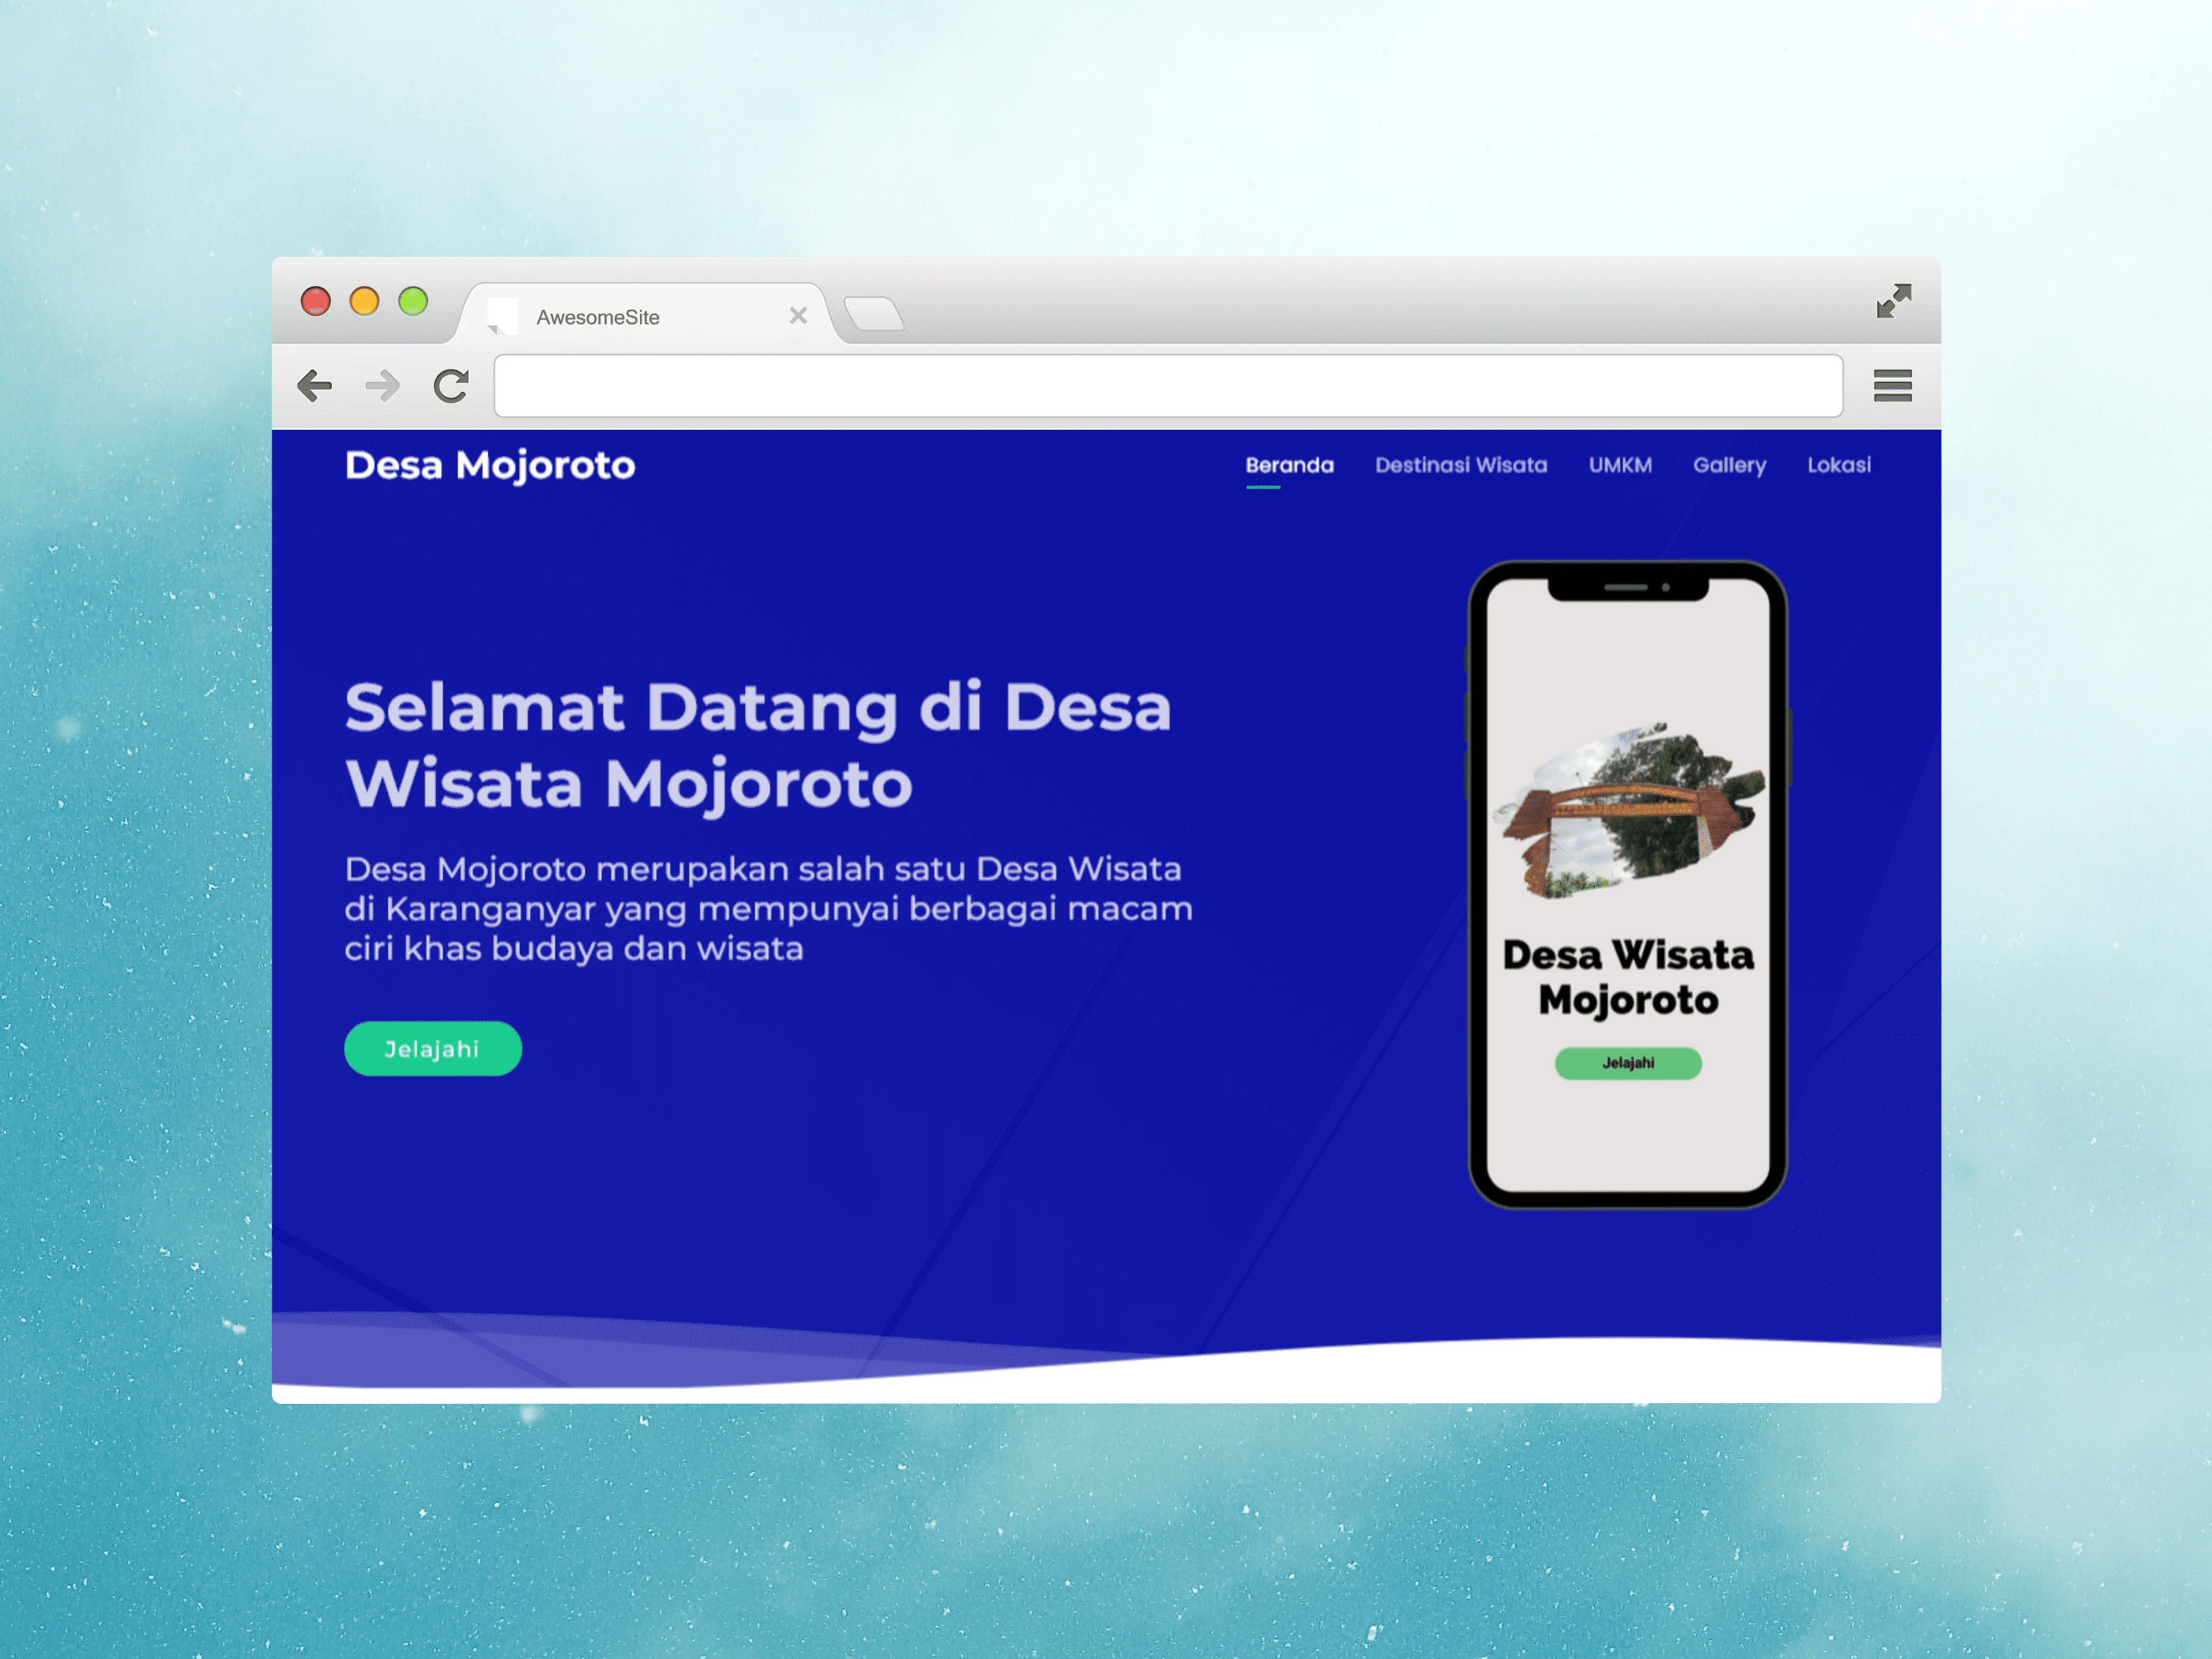 AwesomeSite
Desa Mojoroto
Beranda
Destinasi Wisata
UMKM
Gallery
Lokasi
Selamat Datang di Desa
Wisata Mojoroto
Desa Mojoroto merupakan salah satu Desa Wisata
di Karanganyar yang mempunyai berbagai macam
ciri khas budaya dan wisata
Jelajahi
Desa Wisata
Mojoroto
Jelajahi